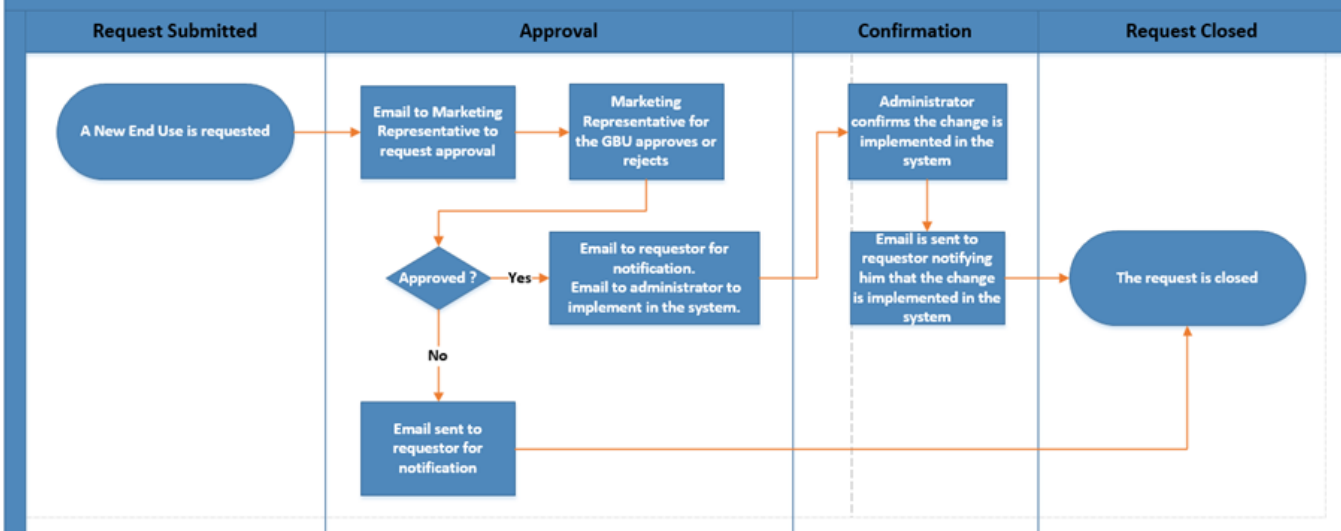 Request Submitted
Approval
Confirmation
Request Closed
A New End Use is requested
Email to Marketing
Representative to
request approval
Marketing
Representative for
the GBU approves or
rejects
Administrator
confirms the change is
implemented in the
system
Approved ?
Yes
Email to requestor for
notification.
Email to administrator to
implement in the system.
Email is sent to
requestor notifying
him that the change
is implemented in the
system
The request is closed
No
Email sent to
requestor for
notification